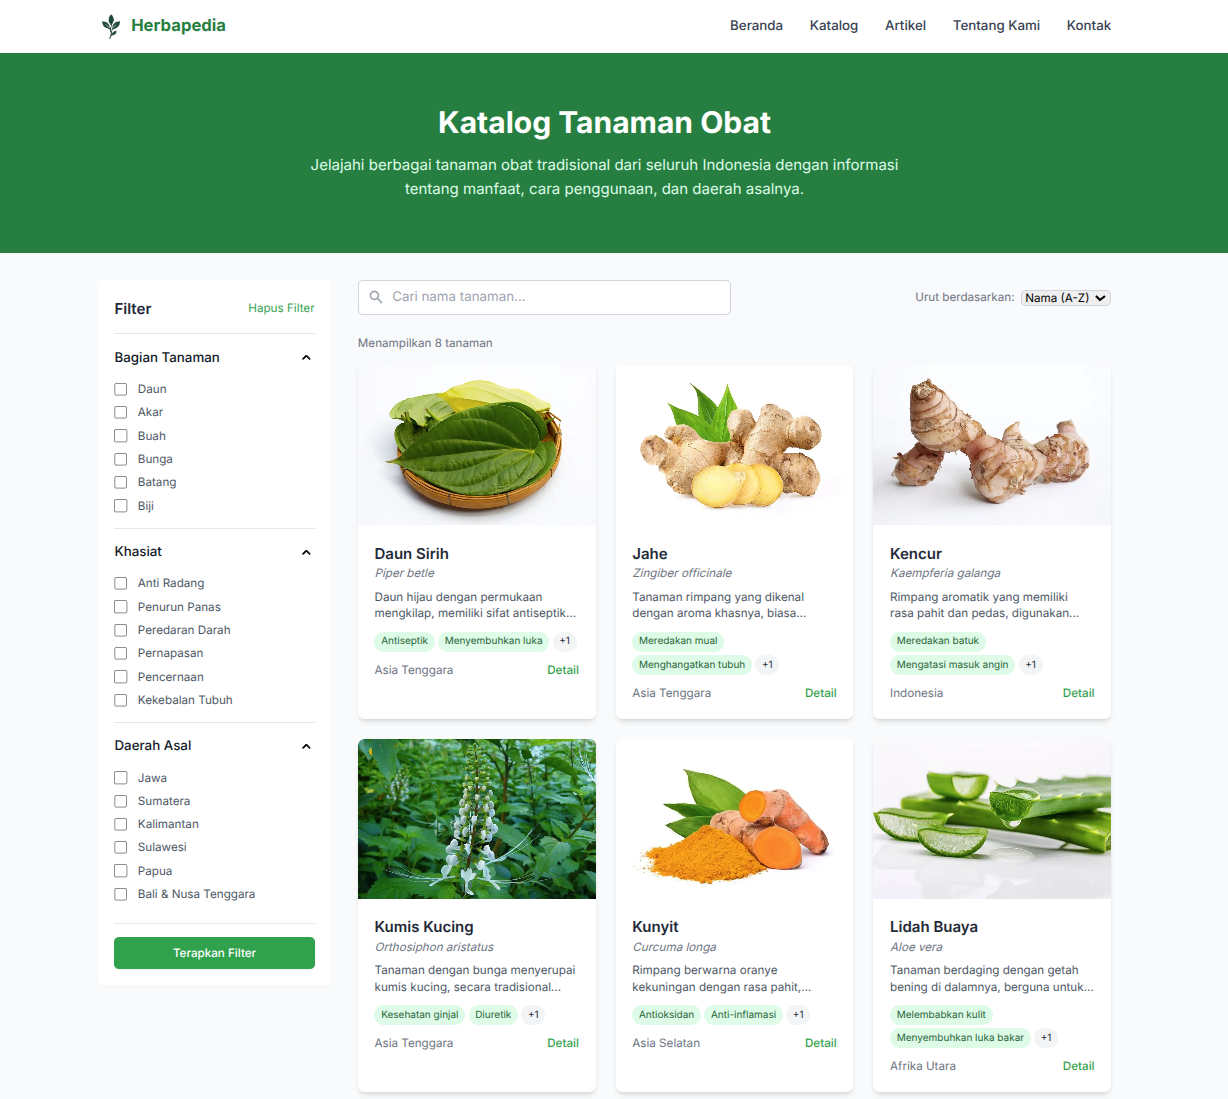 Herbapedia
Beranda Katalog Artikel Tentang Kami Kontak
Katalog Tanaman Obat
Jelajahi berbagai tanaman obat tradisional dari seluruh Indonesia dengan informasi
tentang manfaat, cara penggunaan, dan daerah asalnya.
Filter Hapus Filter
Bagian Tanaman
Daun
Akar
Buah
Bunga
Batang
Biji
Khasiat
Anti Radang
Penurun Panas
Peredaran Darah
Pernapasan
Pencernaan
Kekebalan Tubuh
Daerah Asal
Jawa
Sumatera
Kalimantan
Sulawesi
Papua
Bali & Nusa Tenggara
Terapkan Filter
Cari nama tanaman...
Urut berdasarkan: Nama (A-Z)
Menampilkan 8 tanaman
Daun Sirih
Piper betle
Daun hijau dengan permukaan
mengkilap, memiliki sifat antiseptik...
Antiseptik Menyembuhkan luka +1
Asia Tenggara Detail
Jahe
Zingiber officinale
Tanaman rimpang yang dikenal
dengan aroma khasnya, biasa...
Meredakan mual
Menghangatkan tubuh +1
Asia Tenggara Detail
Kencur
Kaempferia galanga
Rimpang aromatik yang memiliki
rasa pahit dan pedas, digunakan...
Meredakan batuk
Mengatasi masuk angin +1
Indonesia Detail
Kumis Kucing
Orthosiphon aristatus
Tanaman dengan bunga menyerupai
kumis kucing, secara tradisional...
Kesehatan ginjal Diuretik +1
Asia Tenggara Detail
Kunyit
Curcuma longa
Rimpang berwarna oranye
kekuningan dengan rasa pahit,...
Antioksidan Anti-inflamasi +1
Asia Selatan Detail
Lidah Buaya
Aloe vera
Tanaman berdaging dengan getah
bening di dalamnya, berguna untuk...
Melembabkan kulit
Menyembuhkan luka bakar +1
Afrika Utara Detail